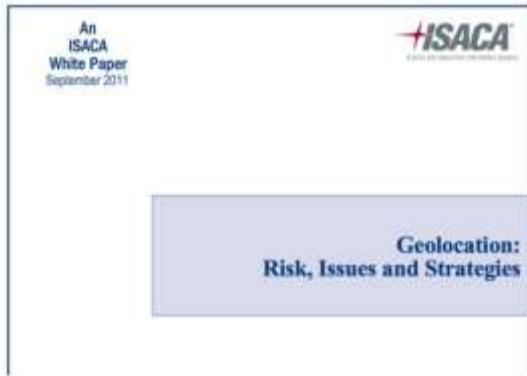 An
ISACA
White Paper
September 2011
ISACA
Geolocation:
Risk, Issues and Strategies